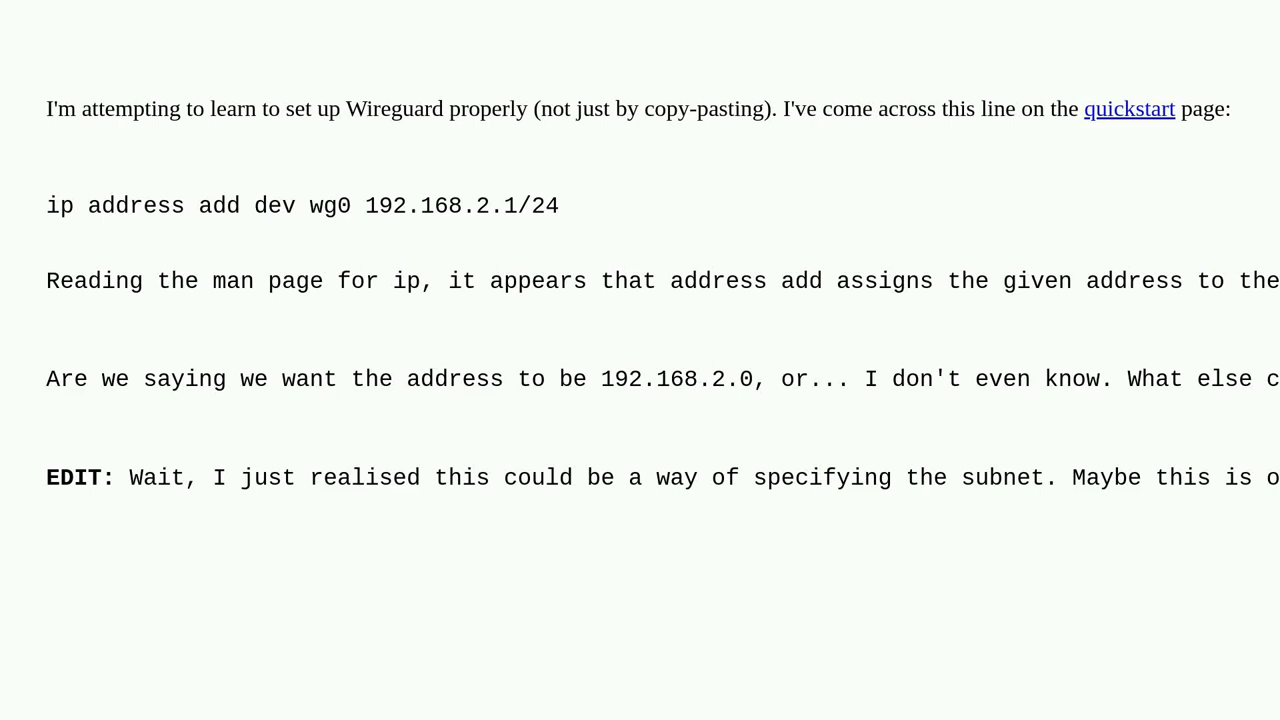 I'm attempting to learn to set up Wireguard properly (not just by copy-pasting). I've come across this line on the quickstart page:
ip address add dev wg0 192.168.2.1/24
Reading the man page for ip, it appears that address add assigns the given address to the
Are we saying we want the address to be 192.168.2.0, or... I don't even know. What else
EDIT: Wait, I just realised this could be a way of specifying the subnet. Maybe this is